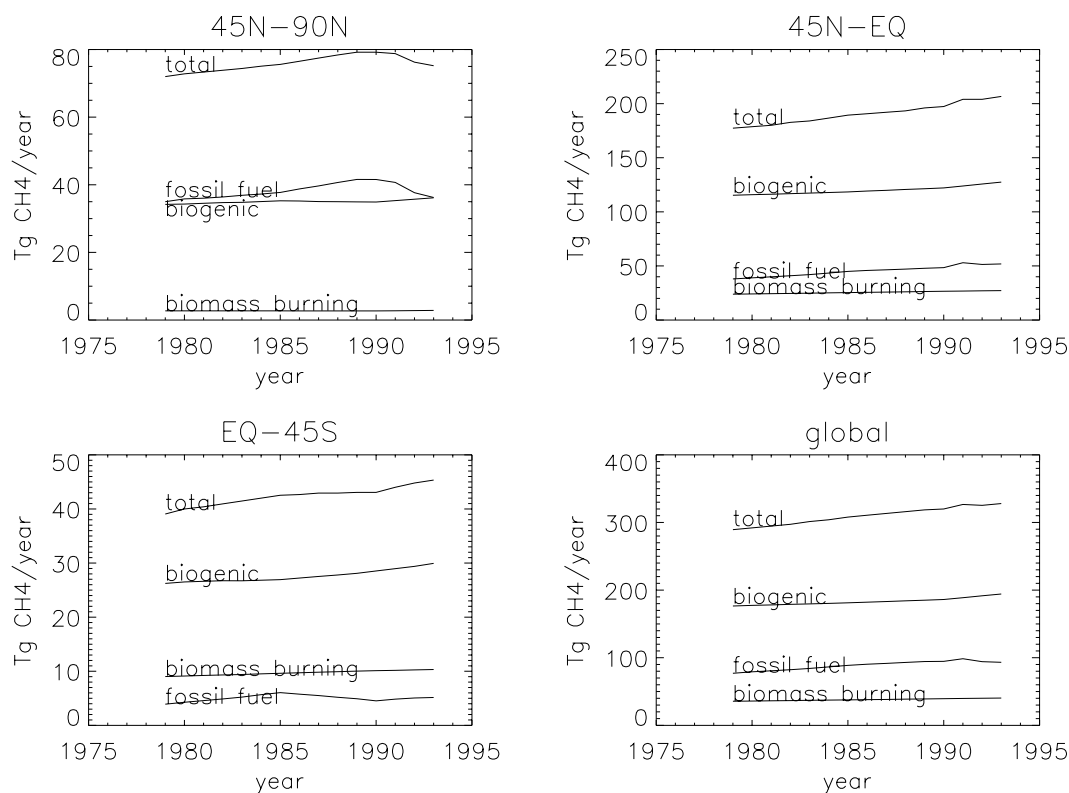 45N-90N
80
60
40
20
0
Tg CH4/year
total
fossil fuel
biogenic
biomass burning
1975 1980 1985 1990 1995
year
45N-EQ
250
200
150
100
50
0
Tg CH4/year
total
biogenic
fossil fuel
biomass burning
1975 1980 1985 1990 1995
year
EQ-45S
50
40
30
20
10
0
Tg CH4/year
total
biogenic
biomass burning
fossil fuel
1975 1980 1985 1990 1995
year
global
400
300
200
100
0
Tg CH4/year
total
biogenic
fossil fuel
biomass burning
1975 1980 1985 1990 1995
year